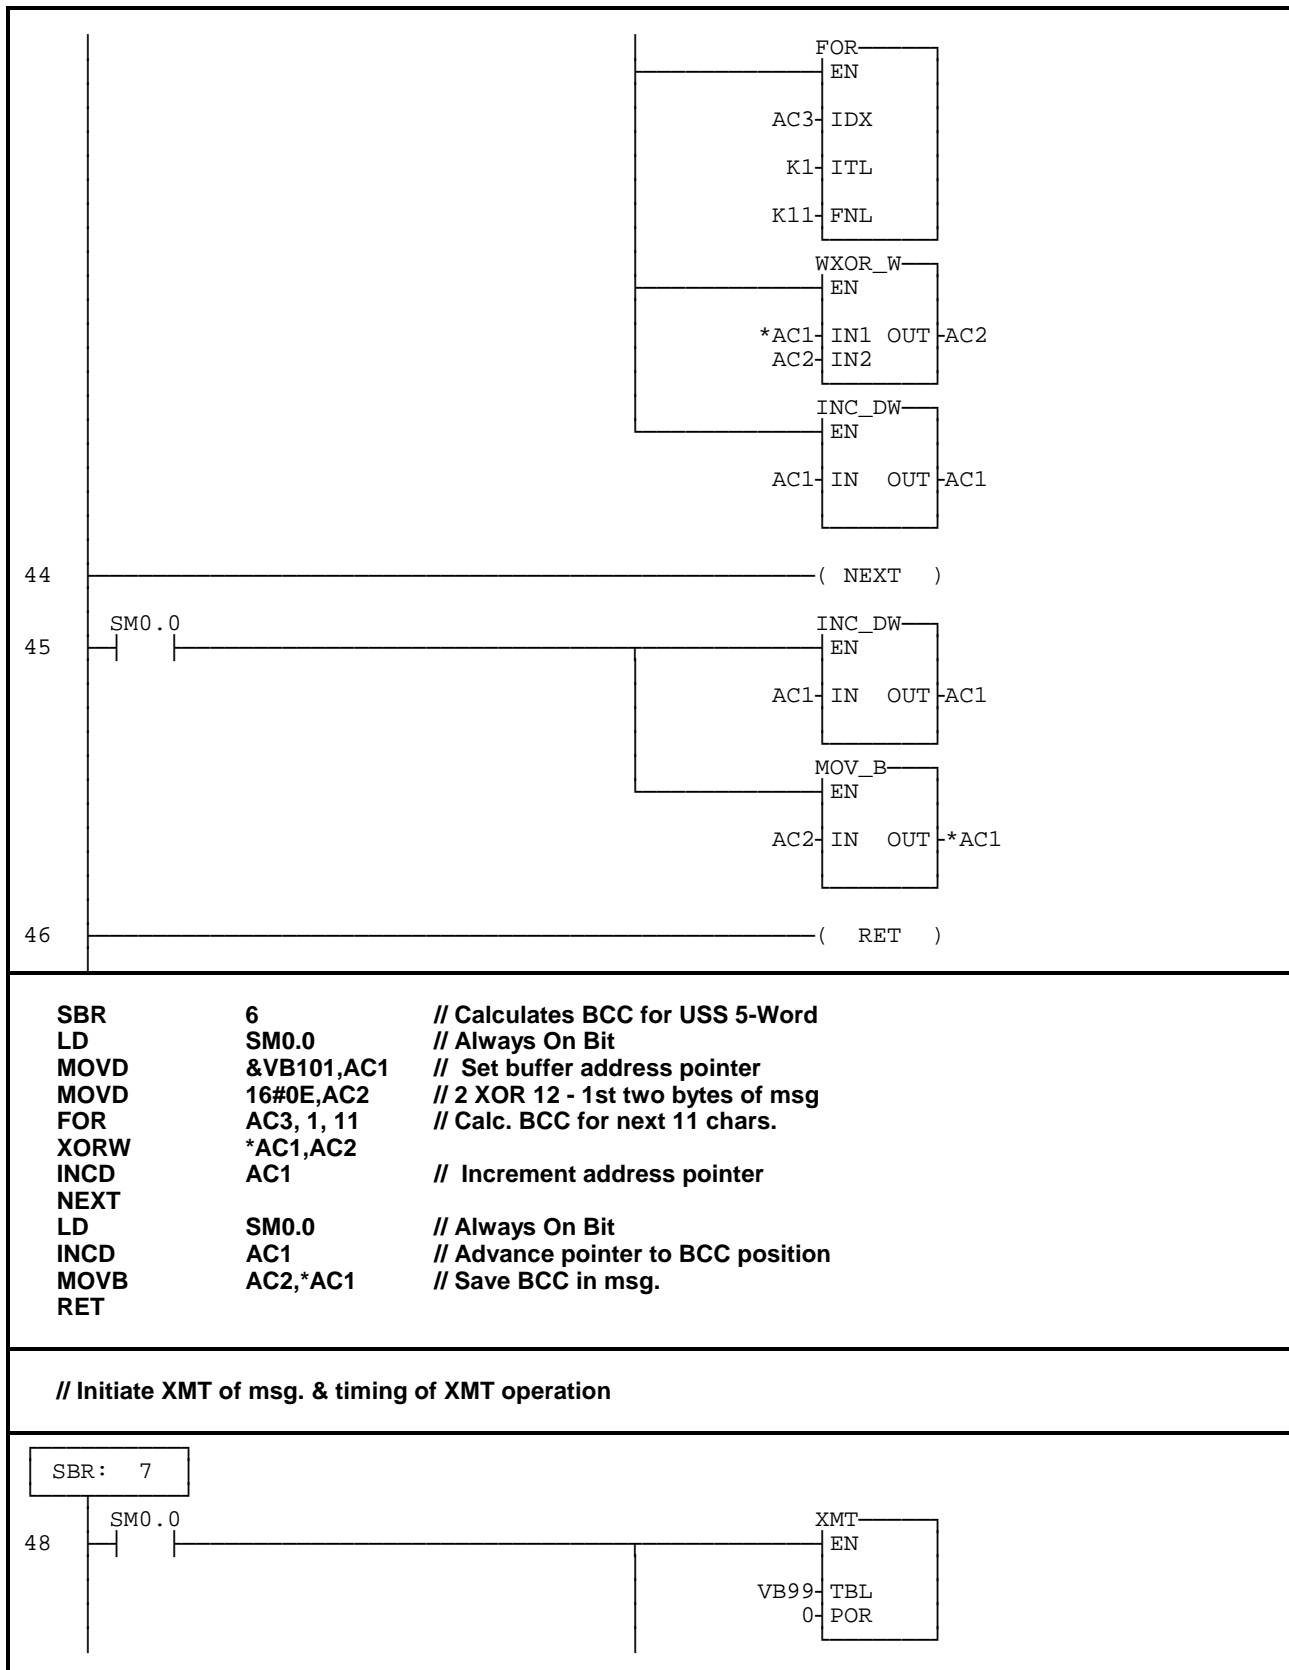 FOR
EN
AC3 IDX
K1 ITL
K11 FNL
WXOR_W
EN
*AC1 IN1 OUT AC2
AC2 IN2
INC_DW
EN
AC1 IN OUT AC1
44 ( NEXT )
SM0.0 INC_DW
45 EN
AC1 IN OUT AC1
MOV_B
EN
AC2 IN OUT *AC1
46 ( RET )
SBR 6 // Calculates BCC for USS 5-Word
LD SM0.0 // Always On Bit
MOVD &VB101,AC1 // Set buffer address pointer
MOVD 16#0E,AC2 // 2 XOR 12 - 1st two bytes of msg
FOR AC3, 1, 11 // Calc. BCC for next 11 chars.
XORW *AC1,AC2
INCD AC1 // Increment address pointer
NEXT
LD SM0.0 // Always On Bit
INCD AC1 // Advance pointer to BCC position
MOVB AC2,*AC1 // Save BCC in msg.
RET
// Initiate XMT of msg. & timing of XMT operation
SBR: 7
SM0.0 XMT
48 EN
VB99 TBL
0 POR